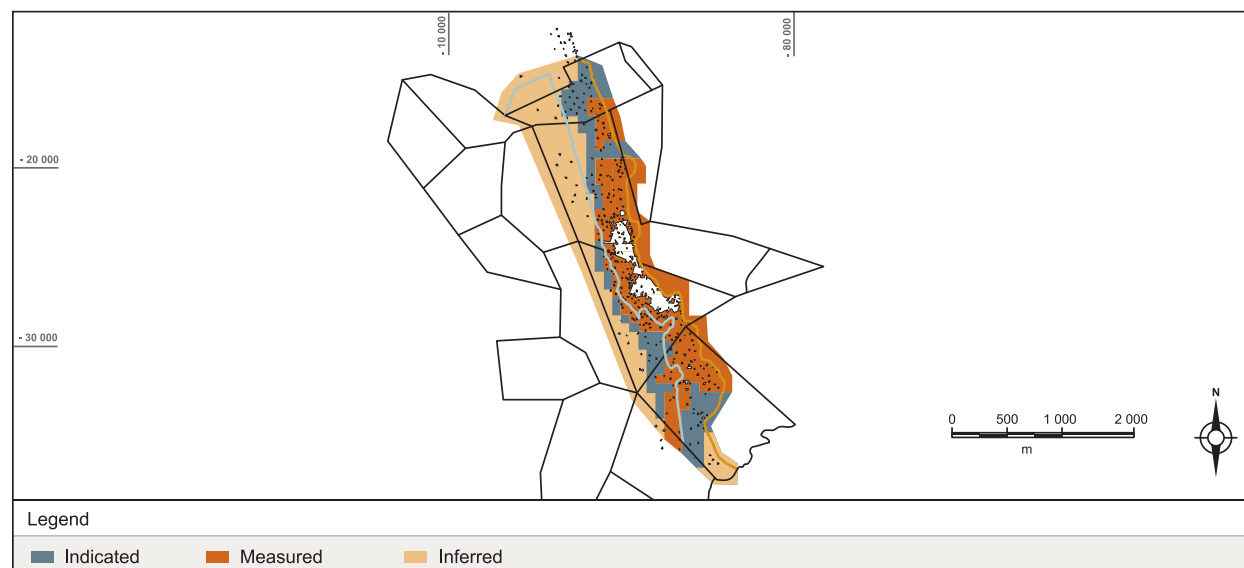 - 10 000
- 80 000
- 20 000
- 30 000
N
0 500 1 000 2 000
m
Legend
Indicated Measured Inferred